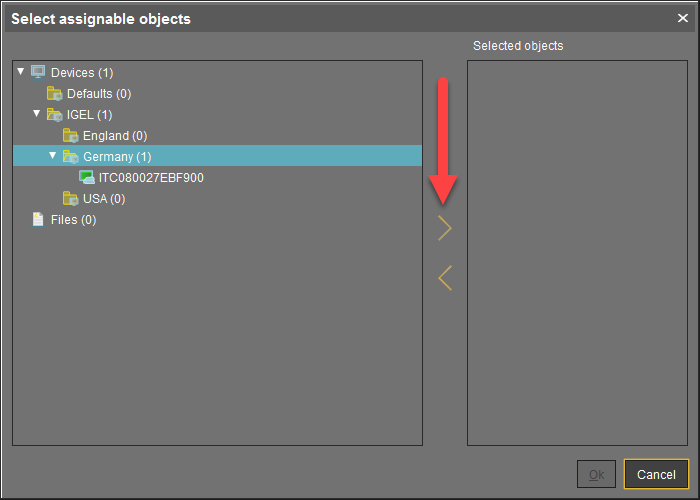 Select assignable objects
Selected objects
Devices (1)
Defaults (0)
IGEL (1)
England (0)
Germany (1)
ITC080027EBF900
USA (0)
Files (0)
Ok
Cancel